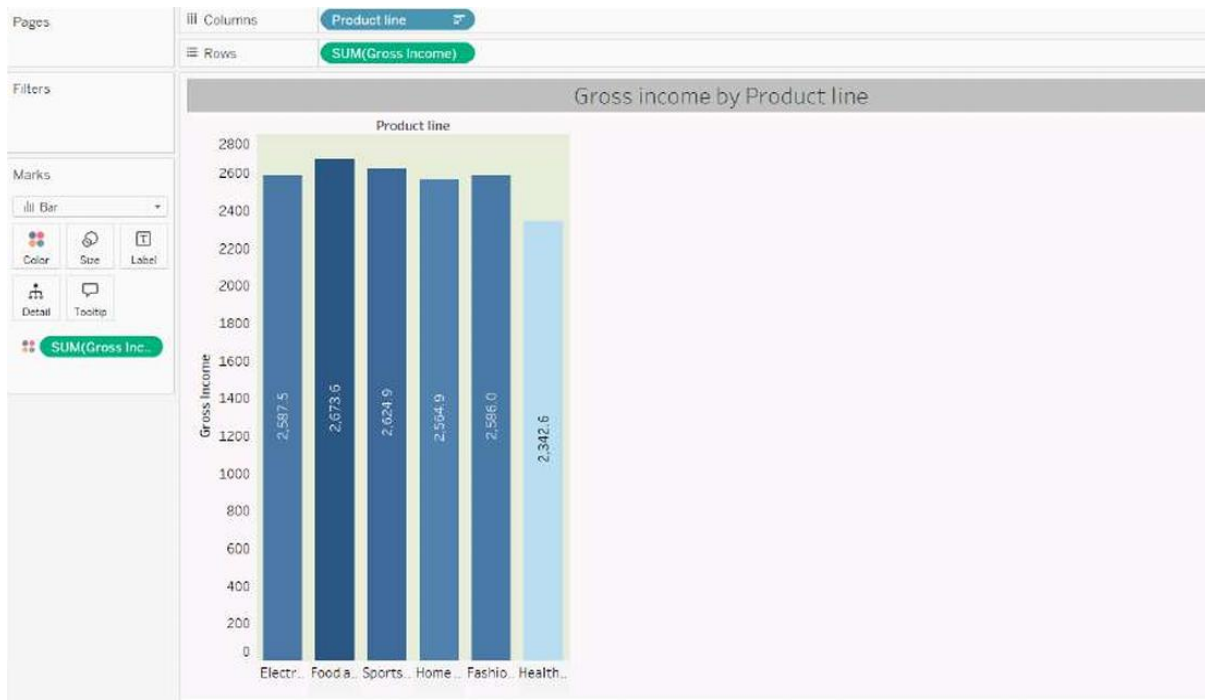 Pages
Columns
Product line
Rows
SUM(Gross Income)
Filters
Gross income by Product line
Marks
Bar
Color
Size
Label
Detail
Tooltip
SUM(Gross Inc..
Product line
Gross Income
2800
2600
2400
2200
2000
1800
1600
1400
1200
1000
800
600
400
200
0
2,587.5
2,673.6
2,624.9
2,564.9
2,586.0
2,342.6
Electr.. Food a.. Sports.. Home .. Fashio.. Health..